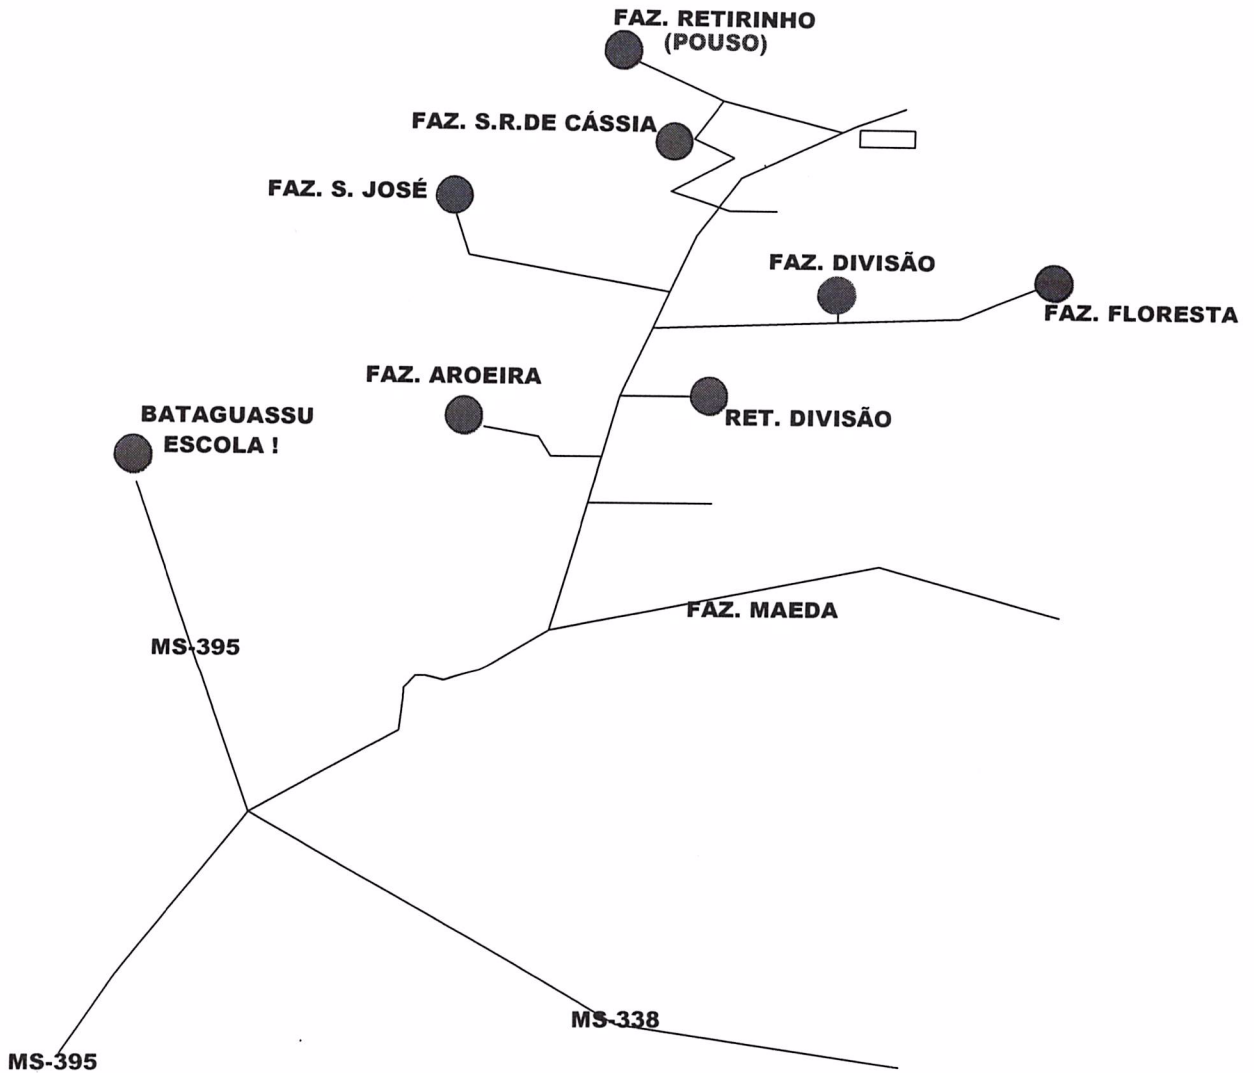 FAZ. RETIRINHO
(POUSO)
FAZ. S.R.DE CÁSSIA
FAZ. S. JOSÉ
FAZ. DIVISÃO
FAZ. FLORESTA
FAZ. AROEIRA
RET. DIVISÃO
BATAGUASSU
ESCOLA !
FAZ. MAEDA
MS-395
MS-338
MS-395